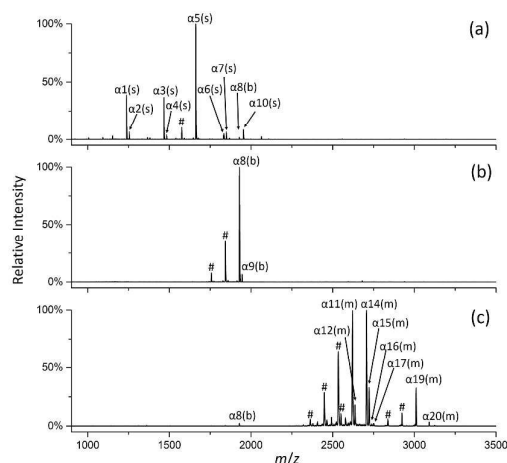 α5(s)
100%
(a)
α7(s)
α1(s)
α3(s)
α8(b)
50%
α6(s)
α2(s)
α4(s)
α10(s)
#
0%
α8(b)
100%
(b)
Relative Intensity
50%
#
#
α9(b)
0%
α11(m)
α14(m)
100%
(c)
α15(m)
α12(m)
#
α16(m)
50%
α17(m)
#
α19(m)
#
α8(b)
#
#
#
α20(m)
0%
1000
1500
2000
2500
3000
3500
m/z